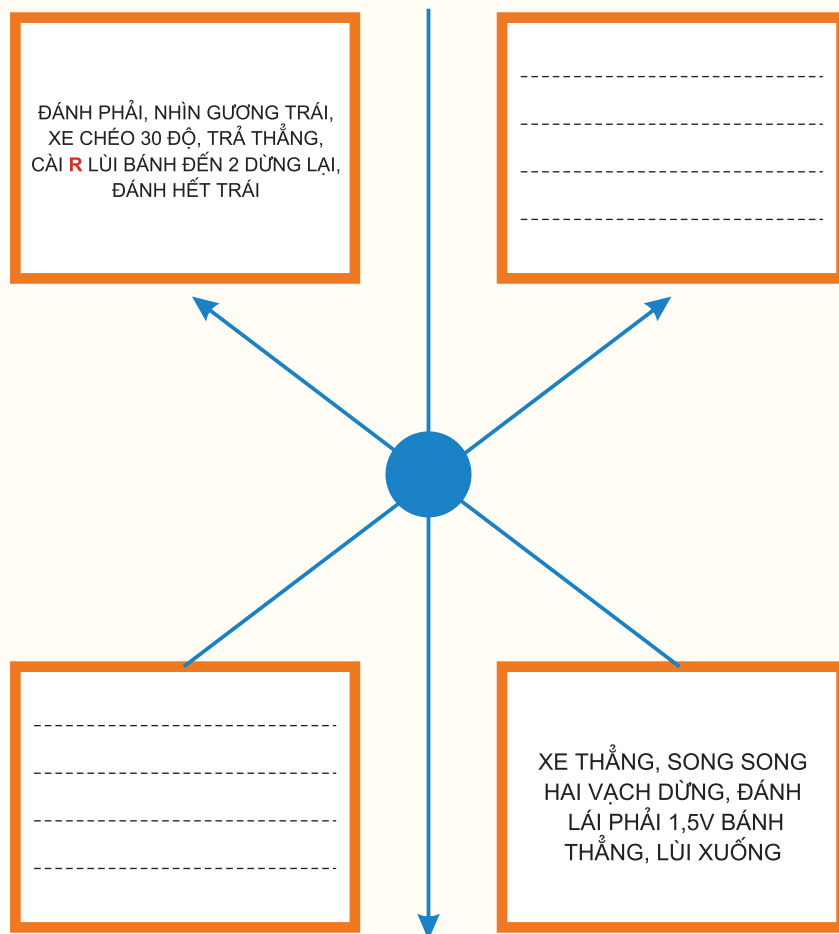 ĐÁNH PHẢI, NHÌN GƯƠNG TRÁI,
XE CHÉO 30 ĐỘ, TRẢ THẲNG,
CÀI R LÙI BÁNH ĐẾN 2 DỪNG LẠI,
ĐÁNH HẾT TRÁI
XE THẲNG, SONG SONG
HAI VẠCH DỪNG, ĐÁNH
LÁI PHẢI 1,5V BÁNH
THẲNG, LÙI XUỐNG